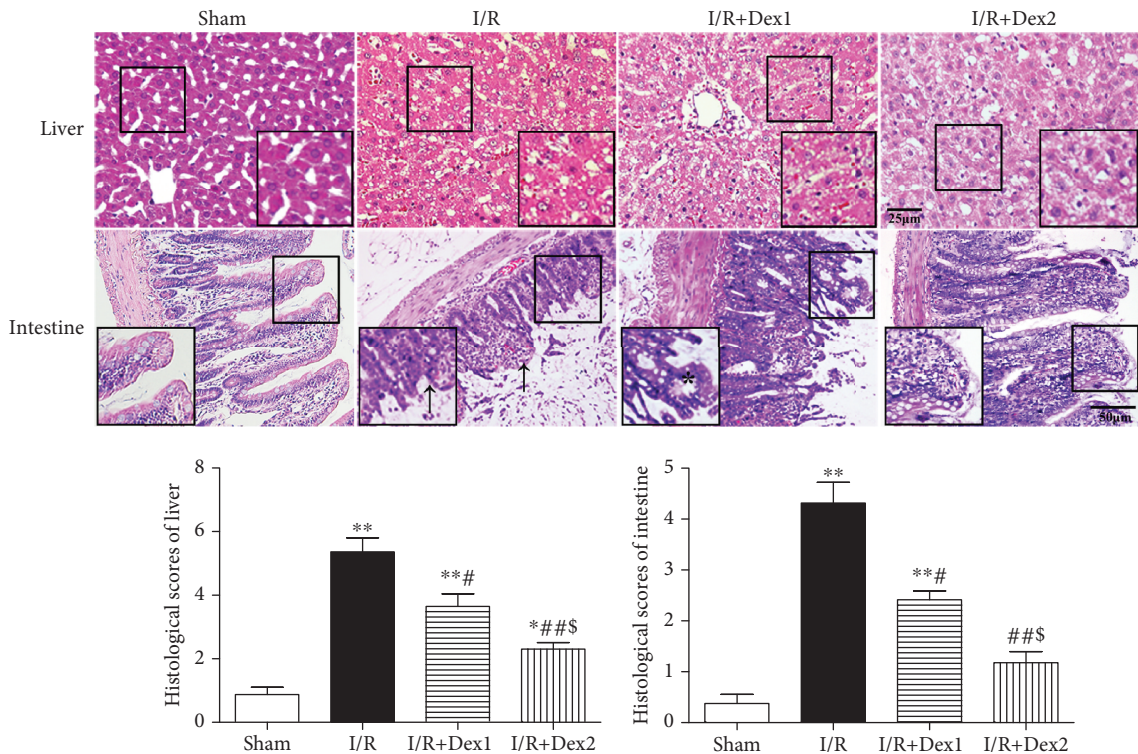 Sham I/R I/R+Dex1 I/R+Dex2
Liver
25μm
Intestine
*
50μm
Histological scores of liver
8
6
4
2
0
**
**#
*##$
Sham I/R I/R+Dex1 I/R+Dex2
Histological scores of intestine
5
4
3
2
1
0
**
**#
##$
Sham I/R I/R+Dex1 I/R+Dex2